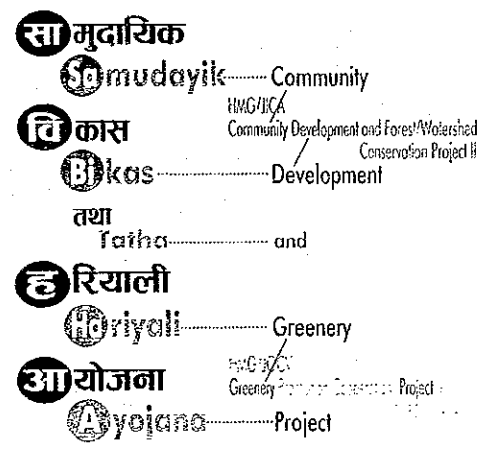 सामुदायिक
Samudayik Community
HMG/JICA
Community Development and Forest/Watershed
Conservation Project II
विकास
Bikas Development
तथा
Tatha and
हरियाली
Hariyali Greenery
आयोजना
Greenery Project
Ayojana Project